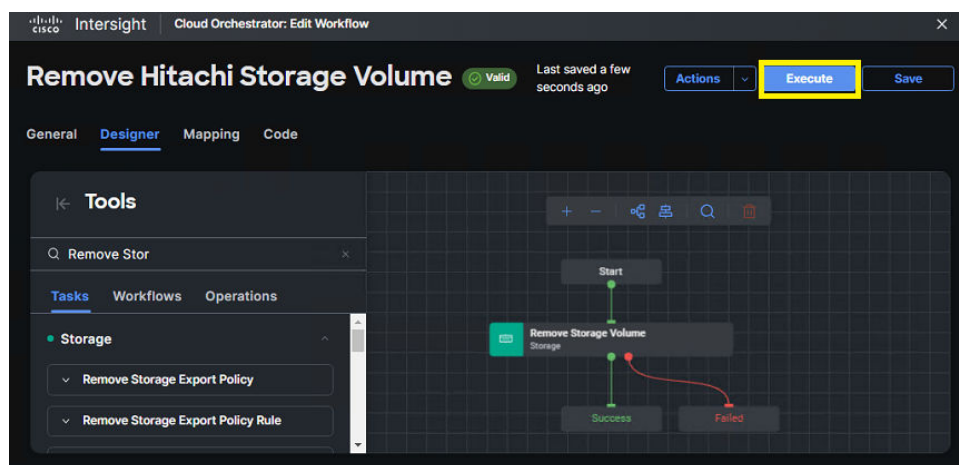 cisco Intersight Cloud Orchestrator: Edit Workflow
Remove Hitachi Storage Volume Valid
Last saved a few
seconds ago
Actions
Execute
Save
General Designer Mapping Code
Tools
Remove Stor
Tasks Workflows Operations
Storage
Remove Storage Export Policy
Remove Storage Export Policy Rule
Start
Remove Storage Volume
Storage
Success
Failed